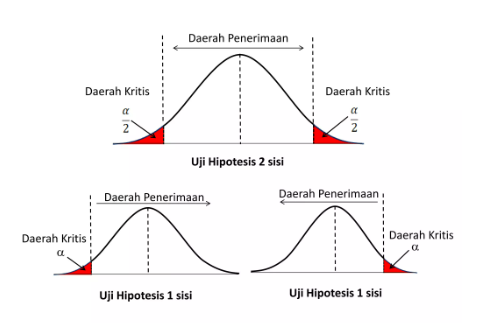 Daerah Penerimaan
Daerah Kritis
α
2
Daerah Kritis
α
2
Uji Hipotesis 2 sisi
Daerah Penerimaan
Daerah Kritis
α
Uji Hipotesis 1 sisi
Daerah Penerimaan
Daerah Kritis
α
Uji Hipotesis 1 sisi